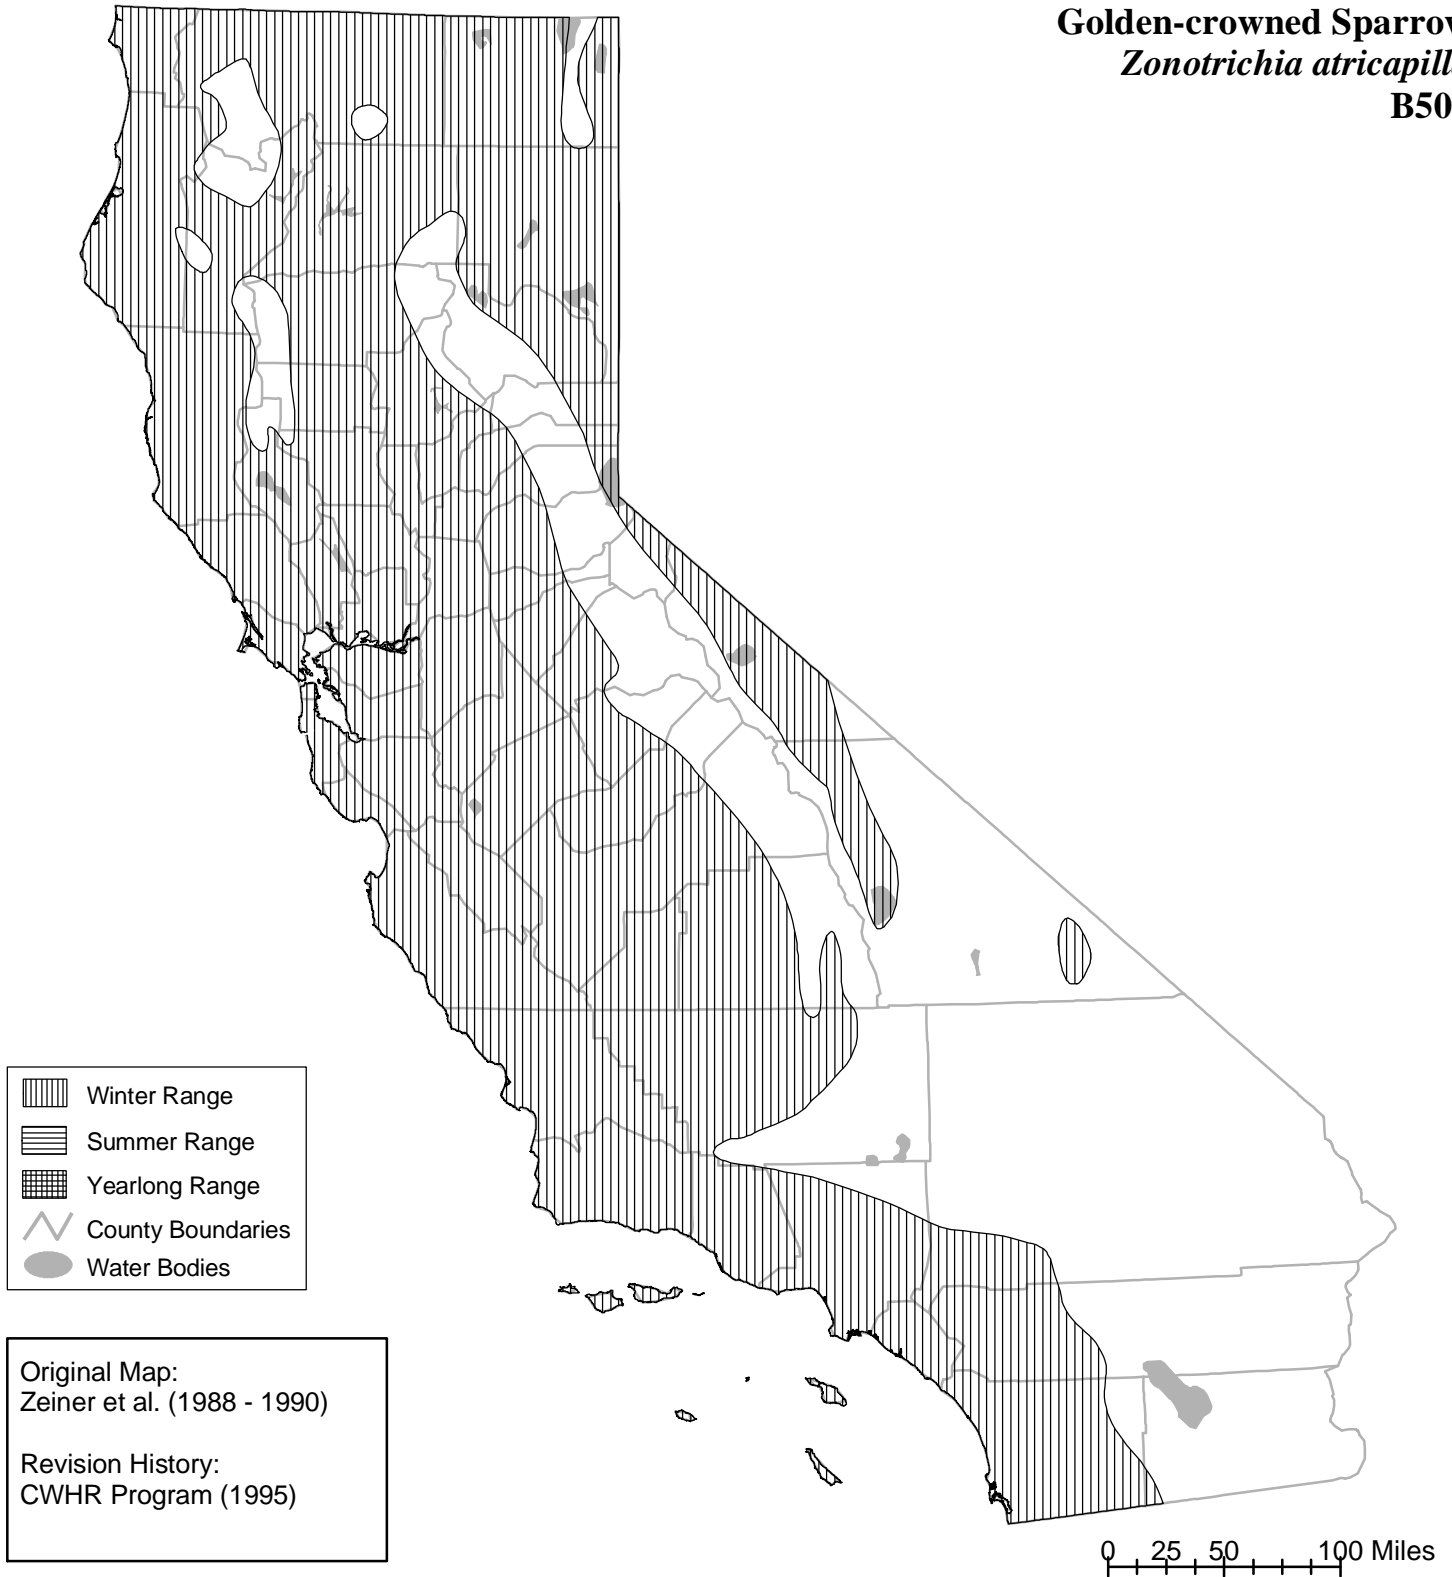 Golden-crowned Sparrow
Zonotrichia atricapill
B50
Winter Range
Summer Range
Yearlong Range
County Boundaries
Water Bodies
Original Map:
Zeiner et al. (1988 - 1990)
Revision History:
CWHR Program (1995)
0 25 50 100 Miles